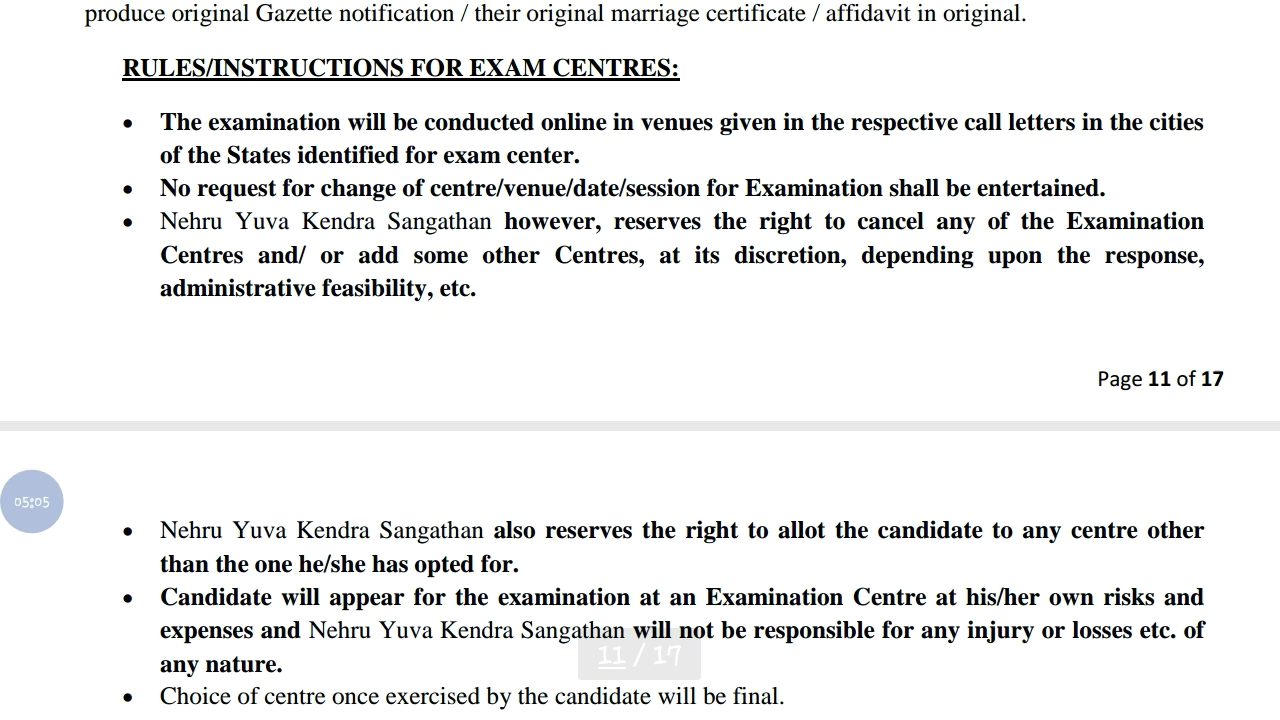 produce original Gazette notification / their original marriage certificate / affidavit in original.
RULES/INSTRUCTIONS FOR EXAM CENTRES:
• The examination will be conducted online in venues given in the respective call letters in the cities
of the States identified for exam center.
• No request for change of centre/venue/date/session for Examination shall be entertained.
• Nehru Yuva Kendra Sangathan however, reserves the right to cancel any of the Examination
Centres and/ or add some other Centres, at its discretion, depending upon the response,
administrative feasibility, etc.
Page 11 of 17
05:05
• Nehru Yuva Kendra Sangathan also reserves the right to allot the candidate to any centre other
than the one he/she has opted for.
• Candidate will appear for the examination at an Examination Centre at his/her own risks and
expenses and Nehru Yuva Kendra Sangathan will not be responsible for any injury or losses etc. of
any nature.
11 / 17
• Choice of centre once exercised by the candidate will be final.